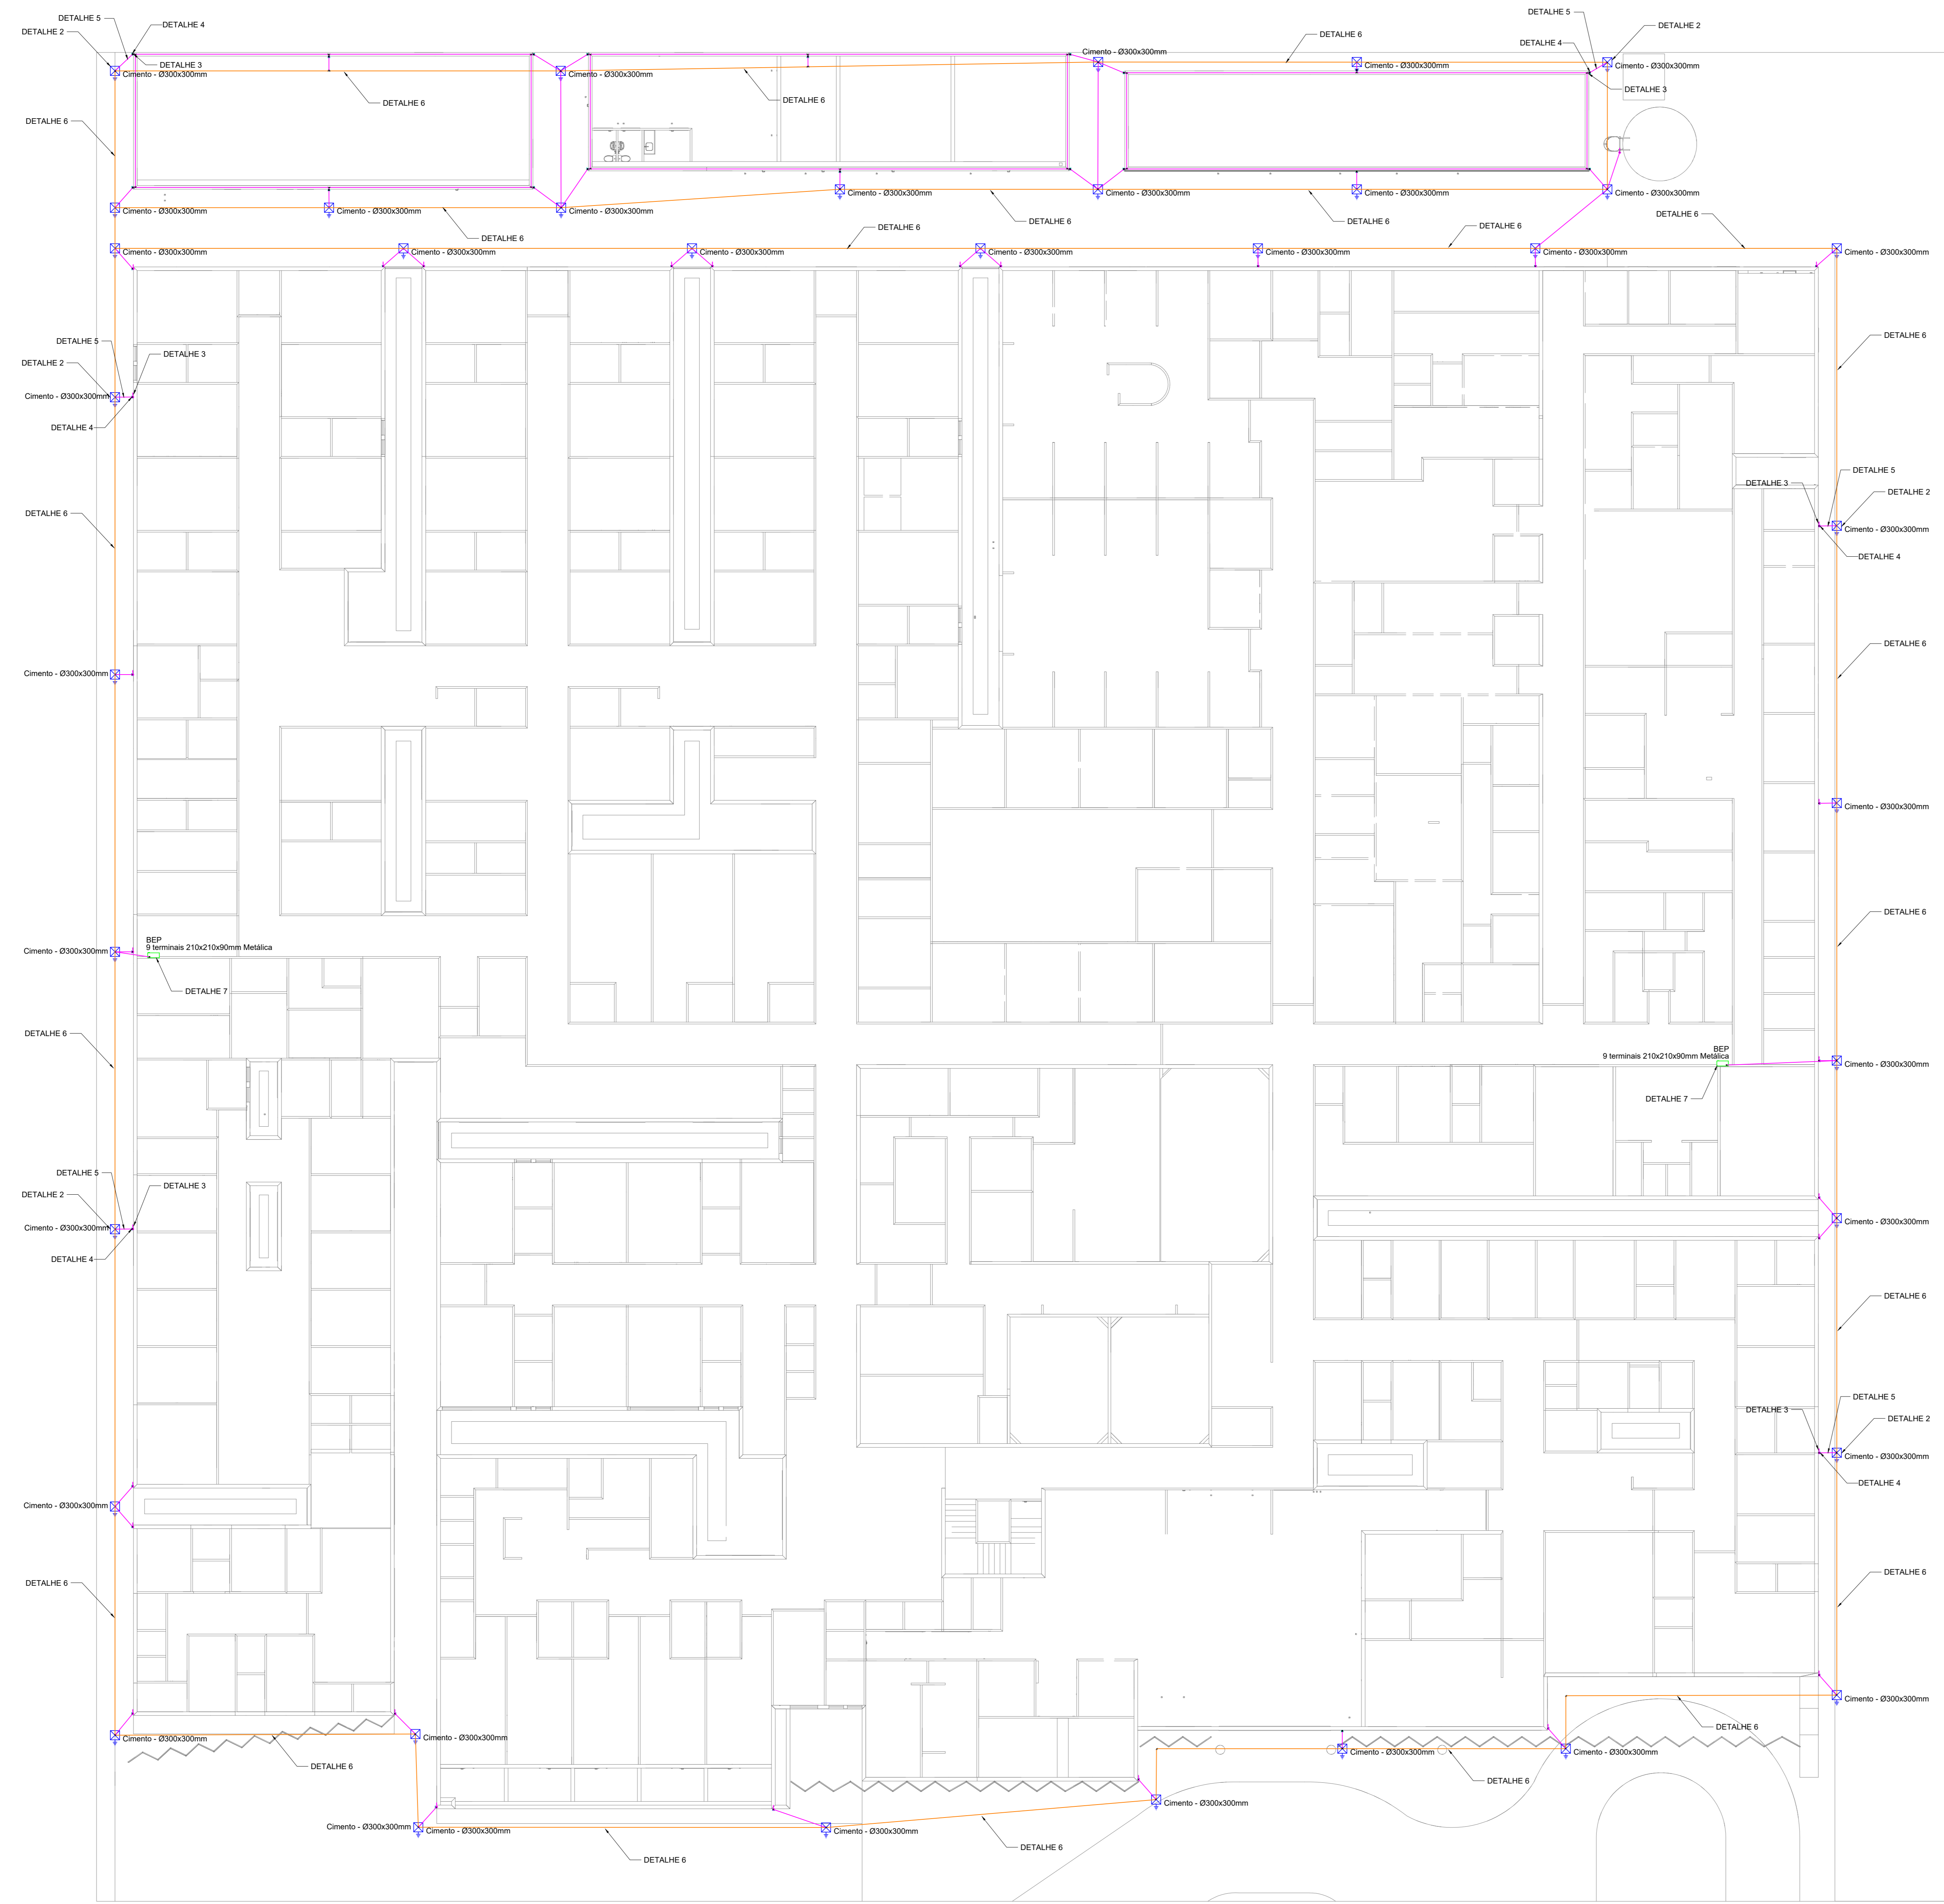 DETALHE 5
DETALHE 4
DETALHE 2
DETALHE 3
Cimento - Ø300x300mm
DETALHE 6
DETALHE 6
DETALHE 6
Cimento - Ø300x300mm
Cimento - Ø300x300mm
DETALHE 6
DETALHE 6
Cimento - Ø300x300mm
DETALHE 5
DETALHE 2
DETALHE 4
Cimento - Ø300x300mm
DETALHE 3
Cimento - Ø300x300mm
Cimento - Ø300x300mm
Cimento - Ø300x300mm
Cimento - Ø300x300mm
Cimento - Ø300x300mm
Cimento - Ø300x300mm
Cimento - Ø300x300mm
DETALHE 6
DETALHE 6
DETALHE 6
DETALHE 6
DETALHE 6
DETALHE 6
Cimento - Ø300x300mm
Cimento - Ø300x300mm
Cimento - Ø300x300mm
Cimento - Ø300x300mm
Cimento - Ø300x300mm
Cimento - Ø300x300mm
Cimento - Ø300x300mm
DETALHE 6
DETALHE 5
DETALHE 3
DETALHE 2
Cimento - Ø300x300mm
DETALHE 4
DETALHE 5
DETALHE 3
DETALHE 2
DETALHE 6
Cimento - Ø300x300mm
DETALHE 4
DETALHE 6
Cimento - Ø300x300mm
Cimento - Ø300x300mm
DETALHE 6
BEP
9 terminais 210x210x90mm Metálica
Cimento - Ø300x300mm
DETALHE 7
DETALHE 6
BEP
9 terminais 210x210x90mm Metálica
Cimento - Ø300x300mm
DETALHE 7
DETALHE 5
DETALHE 3
DETALHE 2
Cimento - Ø300x300mm
Cimento - Ø300x300mm
DETALHE 4
DETALHE 6
DETALHE 5
DETALHE 3
DETALHE 2
Cimento - Ø300x300mm
DETALHE 4
Cimento - Ø300x300mm
DETALHE 6
DETALHE 6
Cimento - Ø300x300mm
DETALHE 6
Cimento - Ø300x300mm
Cimento - Ø300x300mm
Cimento - Ø300x300mm
Cimento - Ø300x300mm
DETALHE 6
DETALHE 6
Cimento - Ø300x300mm
Cimento - Ø300x300mm
Cimento - Ø300x300mm
Cimento - Ø300x300mm
DETALHE 6
DETALHE 6